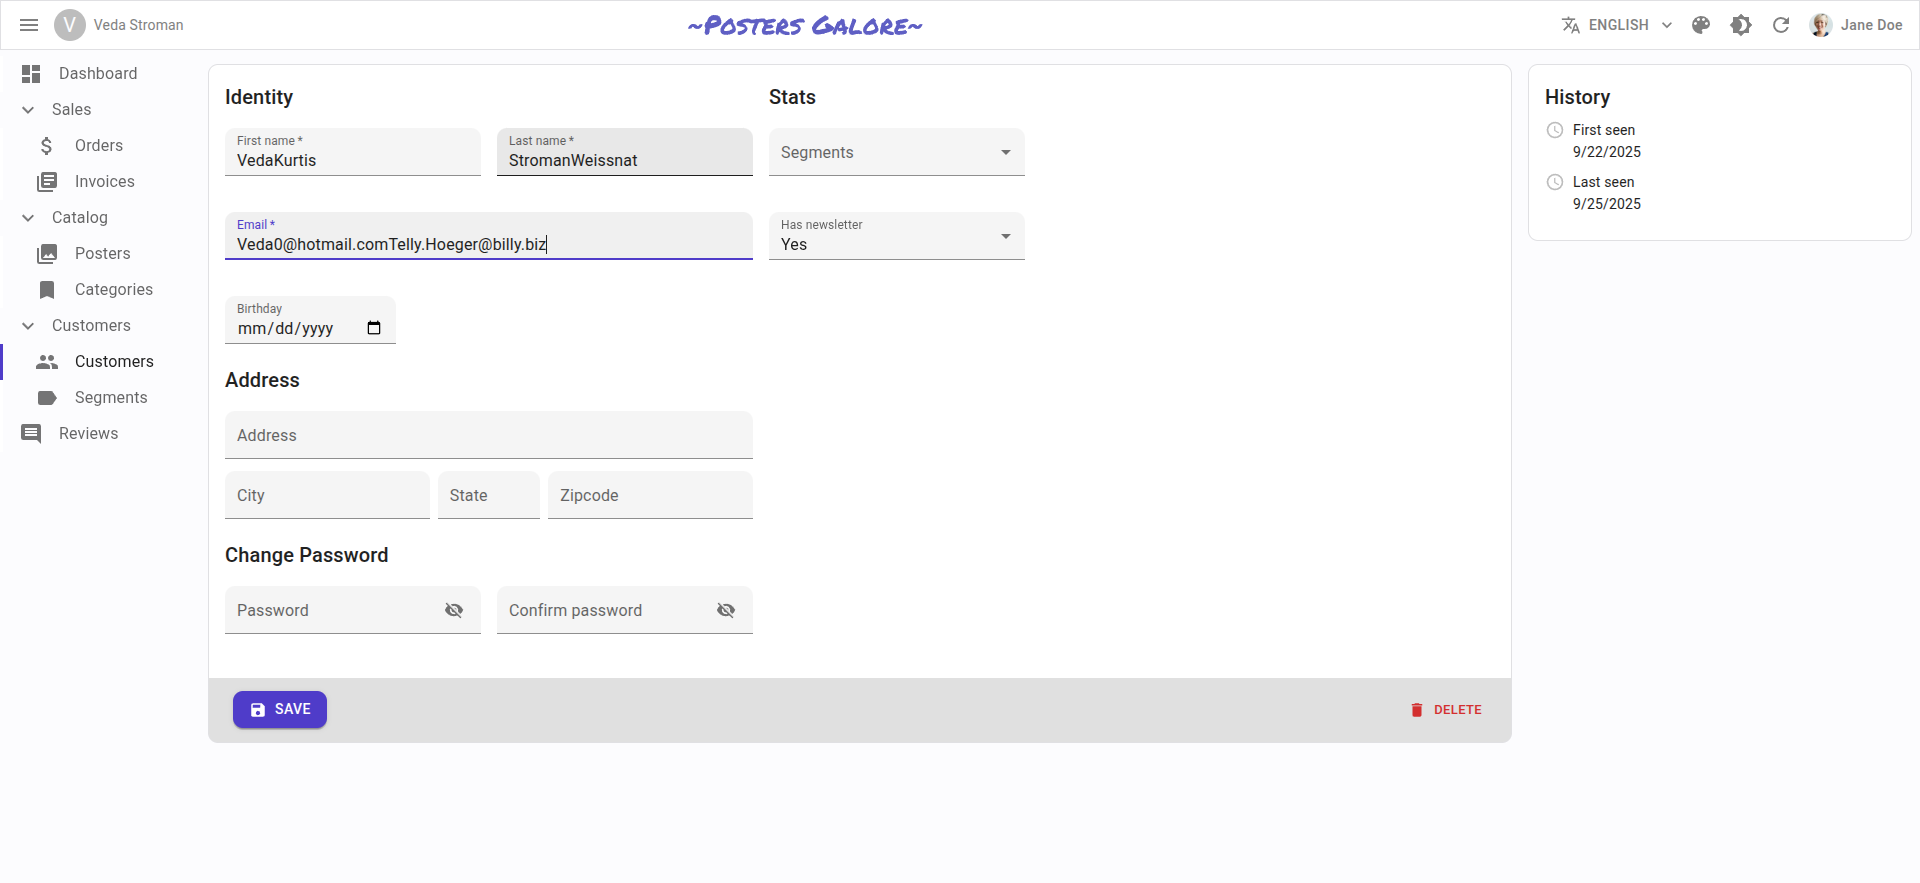 V Veda Stroman
~Posters Galore~
ENGLISH
Jane Doe
Dashboard
Sales
Orders
Invoices
Catalog
Posters
Categories
Customers
Customers
Segments
Reviews
Identity
First name *
VedaKurtis
Last name *
StromanWeissnat
Email *
Veda0@hotmail.comTelly.Hoeger@billy.biz
Birthday
mm/dd/yyyy
Stats
Segments
Has newsletter
Yes
Address
Address
City
State
Zipcode
Change Password
Password
Confirm password
SAVE
DELETE
History
First seen
9/22/2025
Last seen
9/25/2025